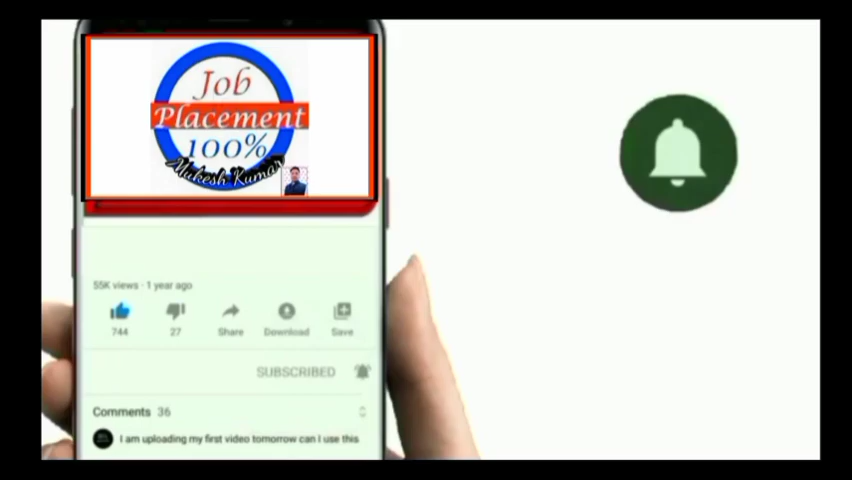 Job
Placement
100%
Mukesh Kumar
55K views · 1 year ago
744
27
Share
Download
Save
SUBSCRIBED
Comments 36
I am uploading my first video tomorrow can I use this